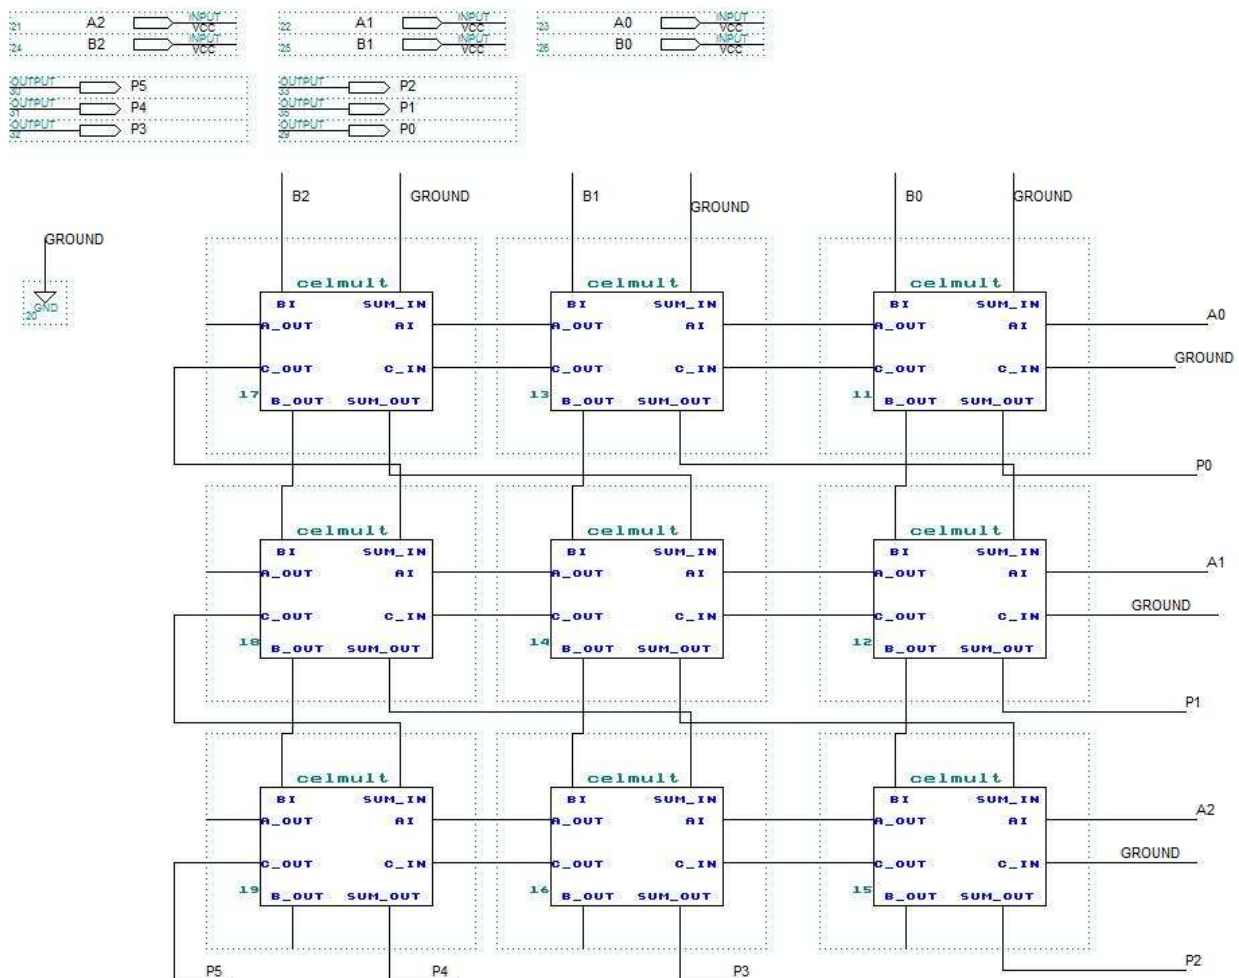 21 A2 INPUT VCC 22 A1 INPUT VCC 23 A0 INPUT VCC
24 B2 INPUT VCC 25 B1 INPUT VCC 26 B0 INPUT VCC
OUTPUT 30 P5 OUTPUT 33 P2
OUTPUT 31 P4 OUTPUT 35 P1
OUTPUT 32 P3 OUTPUT 29 P0
B2 GROUND B1 GROUND B0 GROUND
GROUND
GND
20
celmult celmult celmult
BI SUM_IN BI SUM_IN BI SUM_IN
A_OUT AI A_OUT AI A_OUT AI A0
C_OUT C_IN C_OUT C_IN C_OUT C_IN GROUND
17 B_OUT SUM_OUT 13 B_OUT SUM_OUT 11 B_OUT SUM_OUT
P0
celmult celmult celmult
BI SUM_IN BI SUM_IN BI SUM_IN
A_OUT AI A_OUT AI A_OUT AI A1
C_OUT C_IN C_OUT C_IN C_OUT C_IN GROUND
18 B_OUT SUM_OUT 14 B_OUT SUM_OUT 12 B_OUT SUM_OUT
P1
celmult celmult celmult
BI SUM_IN BI SUM_IN BI SUM_IN
A_OUT AI A_OUT AI A_OUT AI A2
C_OUT C_IN C_OUT C_IN C_OUT C_IN GROUND
19 B_OUT SUM_OUT 16 B_OUT SUM_OUT 15 B_OUT SUM_OUT
P5 P4 P3 P2